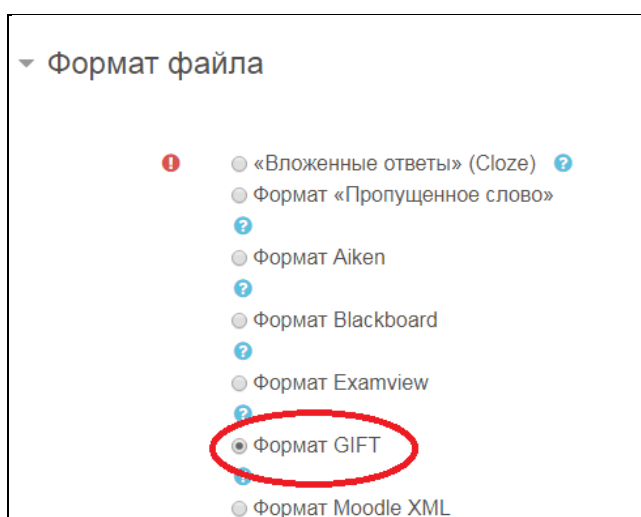 Формат файла
«Вложенные ответы» (Cloze)
Формат «Пропущенное слово»
Формат Aiken
Формат Blackboard
Формат Examview
Формат GIFT
Формат Moodle XML